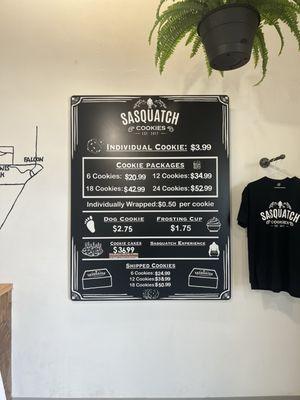 SASQUATCH
COOKIES
EST. 2017
INDIVIDUAL COOKIE: $3.99
COOKIE PACKAGES
6 Cookies: $20.99 12 Cookies: $34.99
18 Cookies: $42.99 24 Cookies: $52.99
Individually Wrapped: $0.50 per cookie
DOG COOKIE FROSTING CUP
$2.75 $1.75
COOKIE CAKES SASQUATCH EXPERIENCE
$36.99
SHIPPED COOKIES
6 Cookies: $24.99
12 Cookies: $38.99
18 Cookies: $50.99
FALCON
SASQUATCH
COOKIES